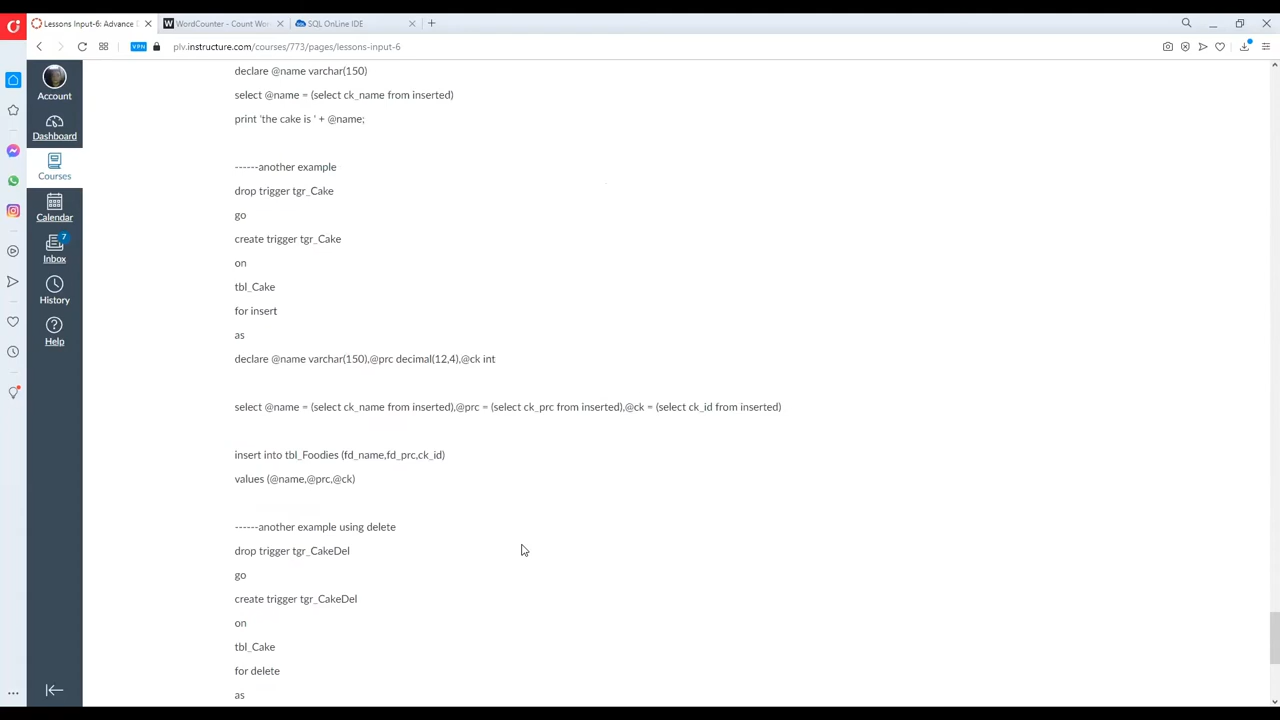 Lessons Input-6: Advance
WordCounter - Count Wor
SQL OnLine IDE
VPN
plv.instructure.com/courses/773/pages/lessons-input-6
Account
Dashboard
Courses
Calendar
7
Inbox
History
Help
declare @name varchar(150)
select @name = (select ck_name from inserted)
print 'the cake is ' + @name;
------another example
drop trigger tgr_Cake
go
create trigger tgr_Cake
on
tbl_Cake
for insert
as
declare @name varchar(150),@prc decimal(12,4),@ck int
select @name = (select ck_name from inserted),@prc = (select ck_prc from inserted),@ck = (select ck_id from inserted)
insert into tbl_Foodies (fd_name,fd_prc,ck_id)
values (@name,@prc,@ck)
------another example using delete
drop trigger tgr_CakeDel
go
create trigger tgr_CakeDel
on
tbl_Cake
for delete
as